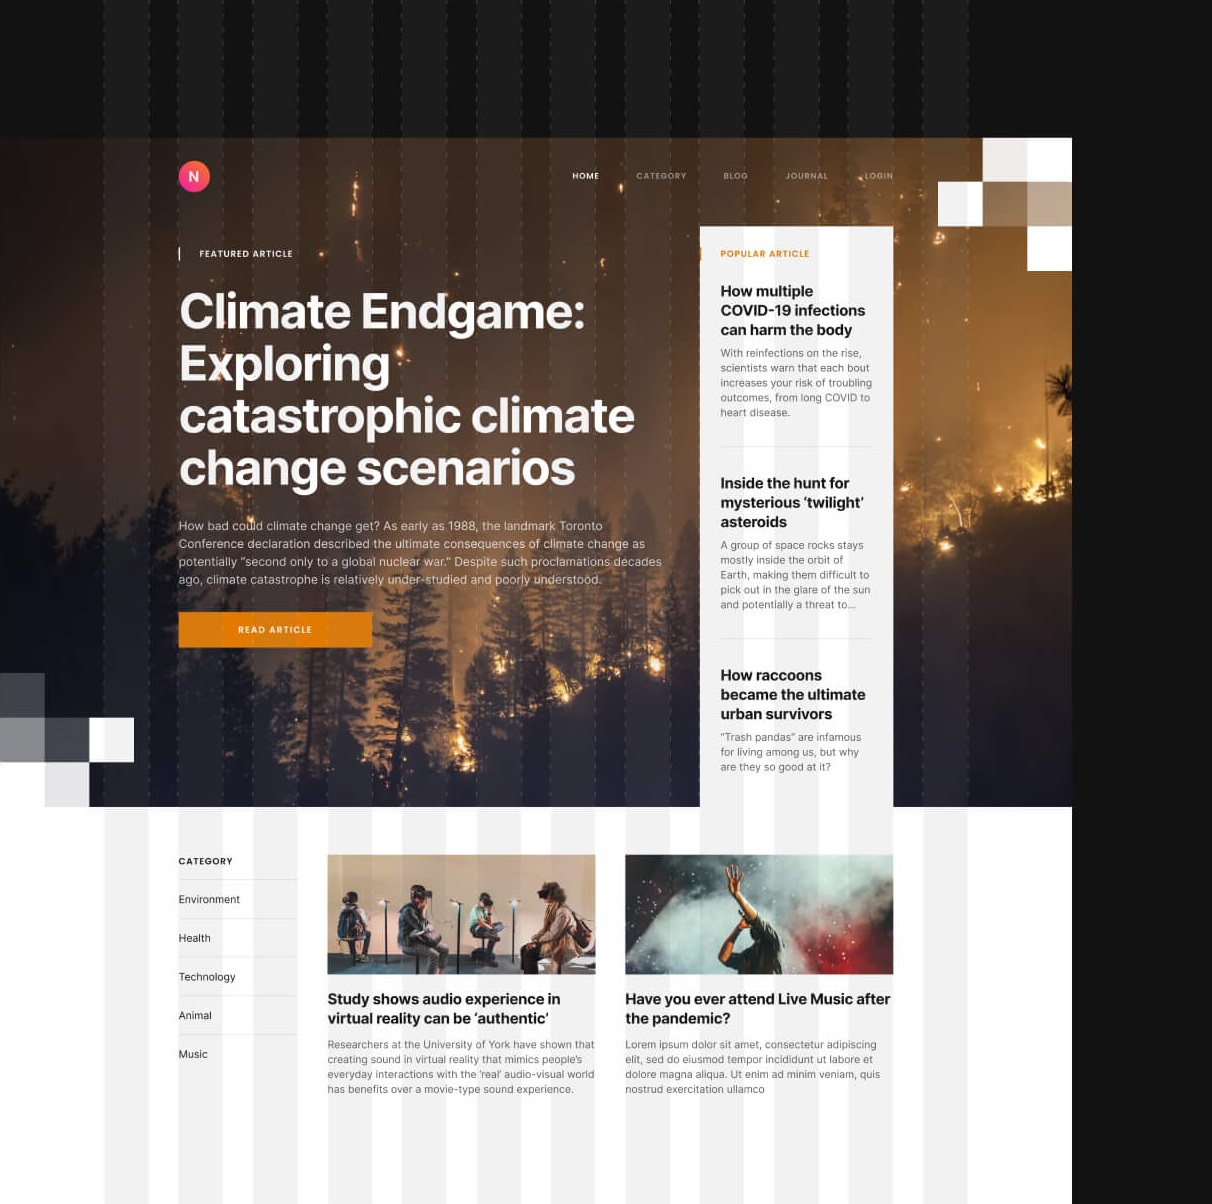 N
HOME
CATEGORY
BLOG
JOURNAL
LOGIN
FEATURED ARTICLE
Climate Endgame:
Exploring
catastrophic climate
change scenarios
How bad could climate change get? As early as 1988, the landmark Toronto
Conference declaration described the ultimate consequences of climate change as
potentially “second only to a global nuclear war.” Despite such proclamations decades
ago, climate catastrophe is relatively under-studied and poorly understood.
READ ARTICLE
POPULAR ARTICLE
How multiple
COVID-19 infections
can harm the body
With reinfections on the rise,
scientists warn that each bout
increases your risk of troubling
outcomes, from long COVID to
heart disease.
Inside the hunt for
mysterious ‘twilight’
asteroids
A group of space rocks stays
mostly inside the orbit of
Earth, making them difficult to
pick out in the glare of the sun
and potentially a threat to...
How raccoons
became the ultimate
urban survivors
“Trash pandas” are infamous
for living among us, but why
are they so good at it?
CATEGORY
Environment
Health
Technology
Animal
Music
Study shows audio experience in
virtual reality can be ‘authentic’
Researchers at the University of York have shown that
creating sound in virtual reality that mimics people’s
everyday interactions with the ‘real’ audio-visual world
has benefits over a movie-type sound experience.
Have you ever attend Live Music after
the pandemic?
Lorem ipsum dolor sit amet, consectetur adipiscing
elit, sed do eiusmod tempor incididunt ut labore et
dolore magna aliqua. Ut enim ad minim veniam, quis
nostrud exercitation ullamco